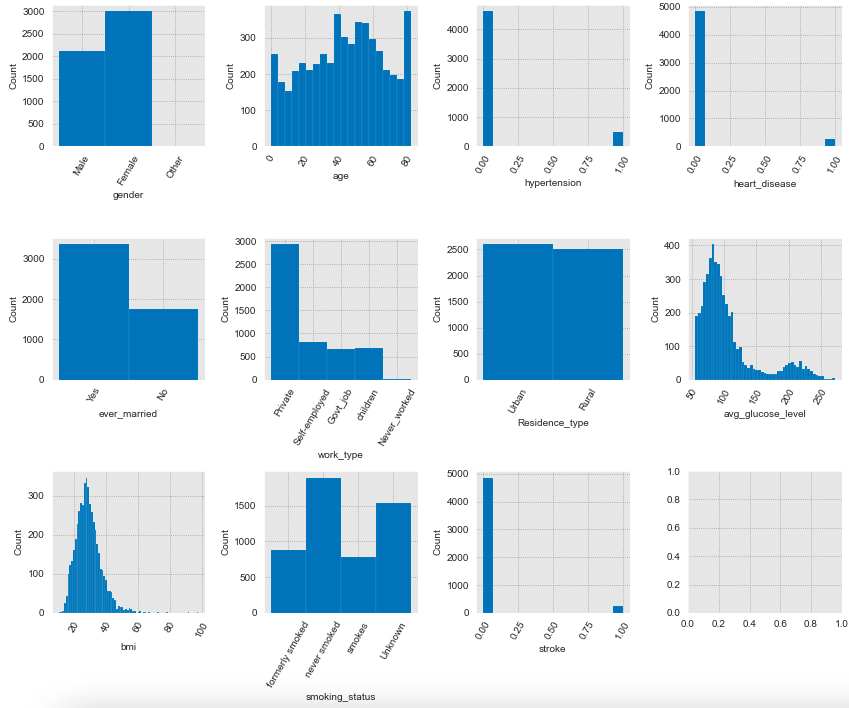 3000
2500
2000
1500
1000
500
0
Count
Male
Female
Other
gender
300
200
100
0
Count
0
20
40
60
80
age
4000
3000
2000
1000
0
Count
0.00
0.25
0.50
0.75
1.00
hypertension
5000
4000
3000
2000
1000
0
Count
0.00
0.25
0.50
0.75
1.00
heart_disease
3000
2000
1000
0
Count
Yes
No
ever_married
3000
2500
2000
1500
1000
500
0
Count
Private
Self-employed
Govt_job
children
Never_worked
work_type
2500
2000
1500
1000
500
0
Count
Urban
Rural
Residence_type
400
300
200
100
0
Count
50
100
150
200
250
avg_glucose_level
300
200
100
0
Count
20
40
60
80
100
bmi
1500
1000
500
0
Count
formerly smoked
never smoked
smokes
Unknown
smoking_status
5000
4000
3000
2000
1000
0
Count
0.00
0.25
0.50
0.75
1.00
stroke
1.0
0.8
0.6
0.4
0.2
0.0
0.0
0.2
0.4
0.6
0.8
1.0